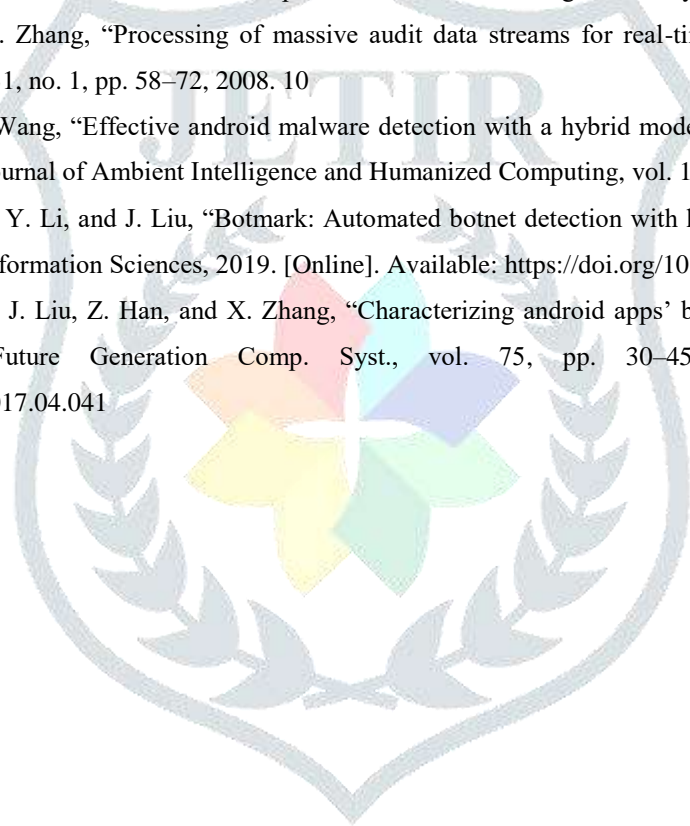 . Zhang, “Processing of massive audit data streams for real-ti
1, no. 1, pp. 58–72, 2008. 10
JETIR
Wang, “Effective android malware detection with a hybrid mode
urnal of Ambient Intelligence and Humanized Computing, vol. 1
Y. Li, and J. Liu, “Botmark: Automated botnet detection with
formation Sciences, 2019. [Online]. Available: https://doi.org/10
J. Liu, Z. Han, and X. Zhang, “Characterizing android apps’ b
Future Generation Comp. Syst., vol. 75, pp. 30–45
017.04.041